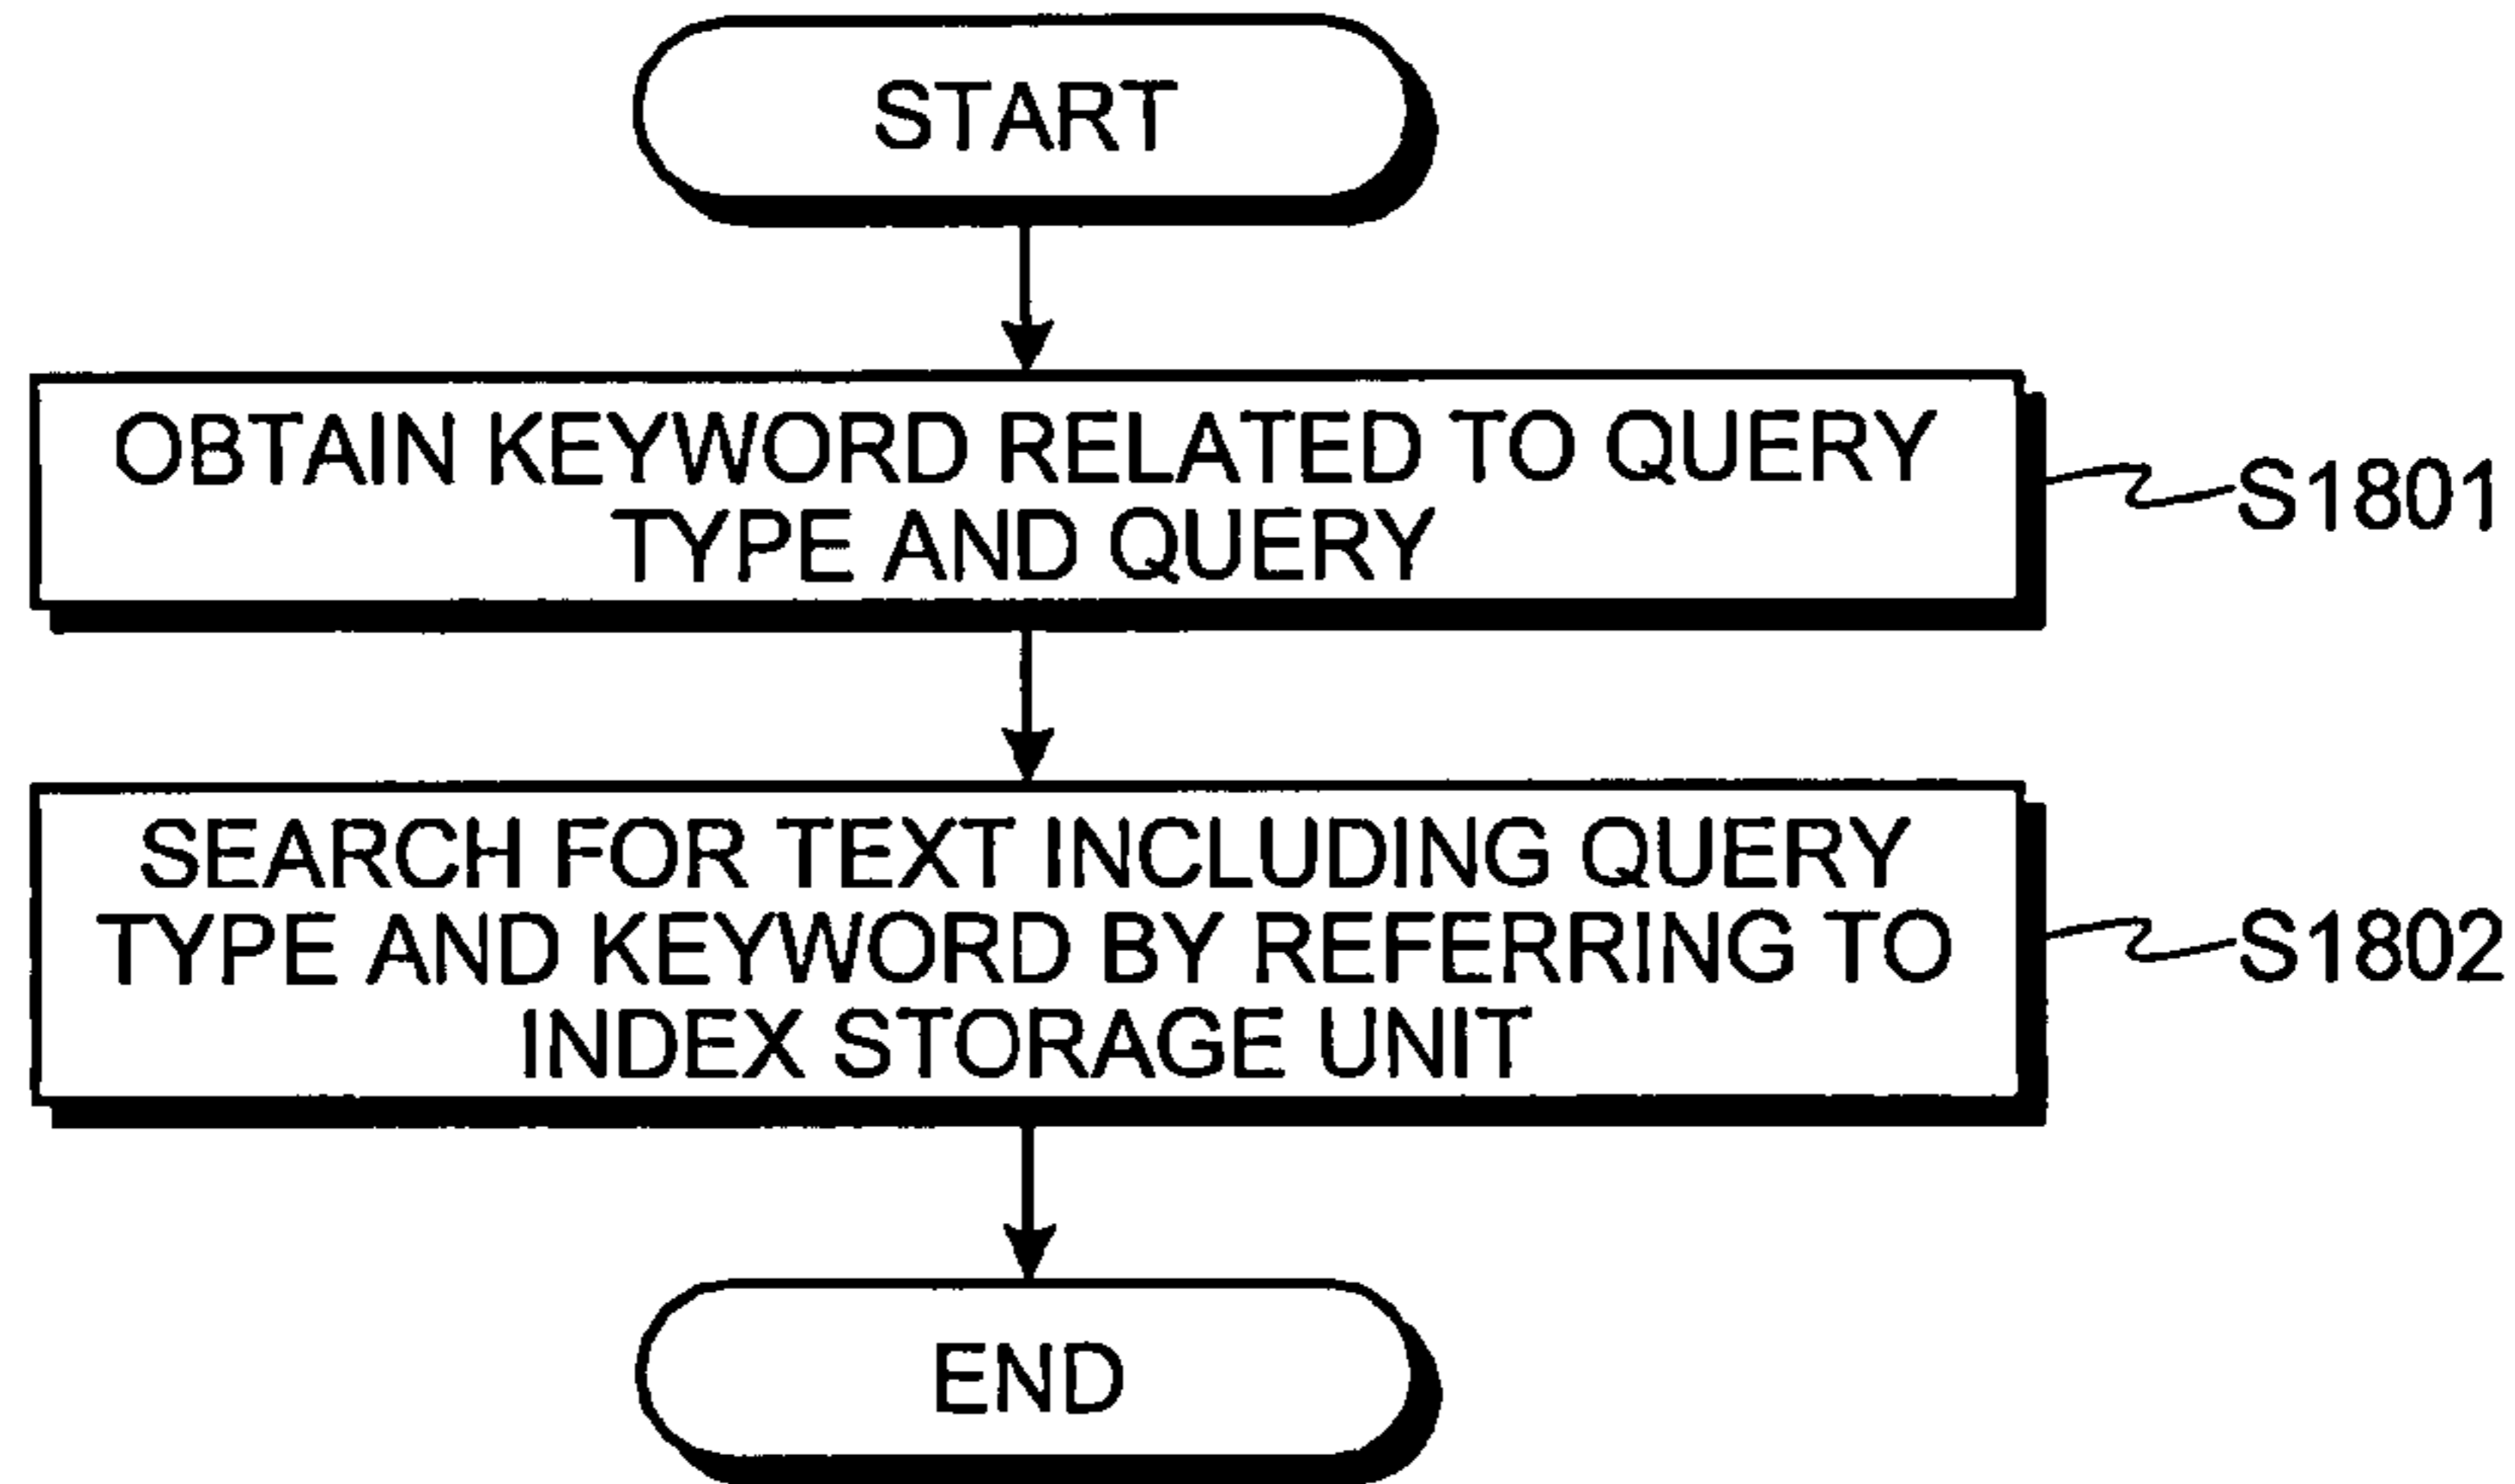 START
OBTAIN KEYWORD RELATED TO QUERY
TYPE AND QUERY
S1801
SEARCH FOR TEXT INCLUDING QUERY
TYPE AND KEYWORD BY REFERRING TO
INDEX STORAGE UNIT
S1802
END